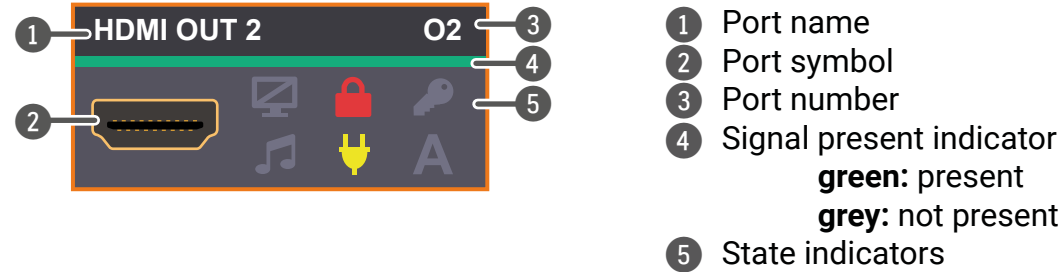 HDMI OUT 2 O2
A
1
2
3
4
5
1 Port name
2 Port symbol
3 Port number
4 Signal present indicator
green: present
grey: not present
5 State indicators